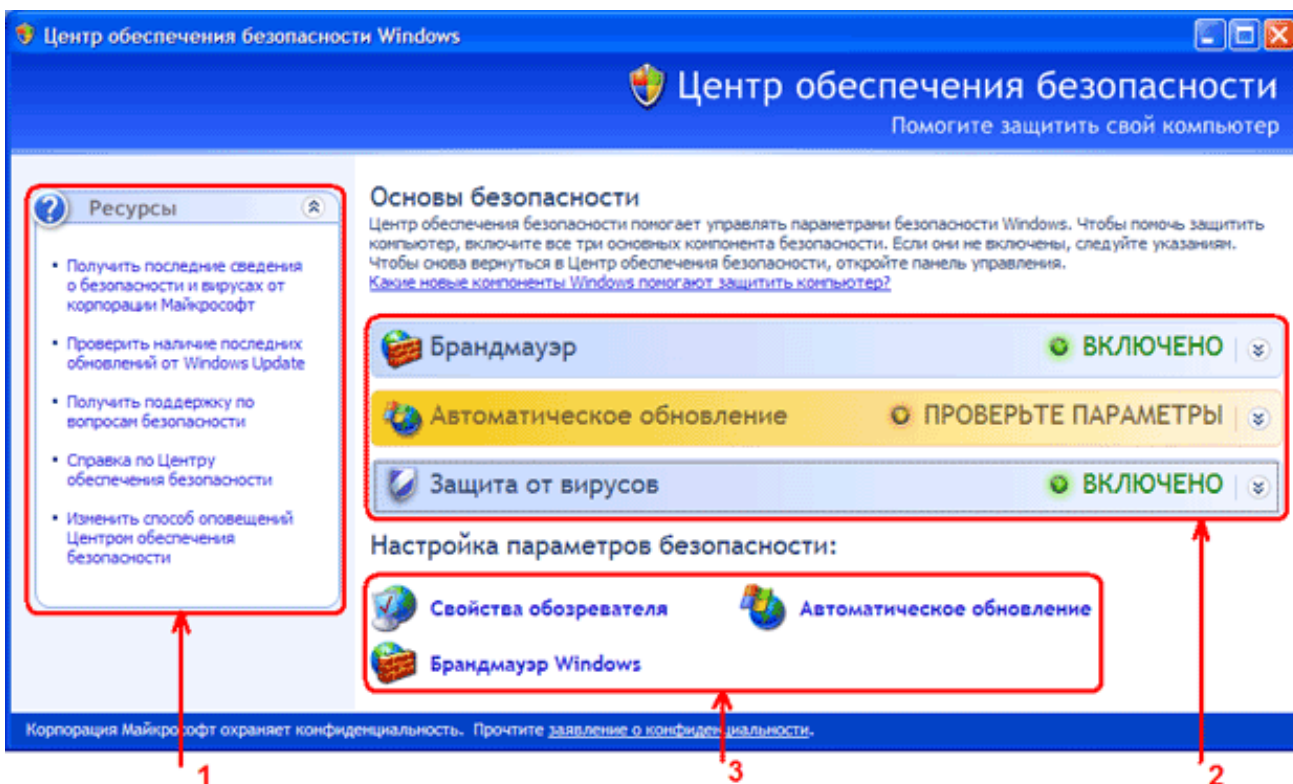 Центр обеспечения безопасности Windows
Центр обеспечения безопасности
Помогите защитить свой компьютер
Ресурсы
• Получить последние сведения
о безопасности и вирусах от
корпорации Майкрософт
• Проверить наличие последних
обновлений от Windows Update
• Получить поддержку по
вопросам безопасности
• Справка по Центру
обеспечения безопасности
• Изменить способ оповещений
Центром обеспечения
безопасности
Основы безопасности
Центр обеспечения безопасности помогает управлять параметрами безопасности Windows. Чтобы помочь защитить
компьютер, включите все три основных компонента безопасности. Если они не включены, следуйте указаниям.
Чтобы снова вернуться в Центр обеспечения безопасности, откройте панель управления.
Какие новые компоненты Windows помогают защитить компьютер?
Брандмауэр ВКЛЮЧЕНО
Автоматическое обновление ПРОВЕРЬТЕ ПАРАМЕТРЫ
Защита от вирусов ВКЛЮЧЕНО
Настройка параметров безопасности:
Свойства обозревателя Автоматическое обновление
Брандмауэр Windows
Корпорация Майкрософт охраняет конфиденциальность. Прочтите заявление о конфиденциальности.
1 3 2